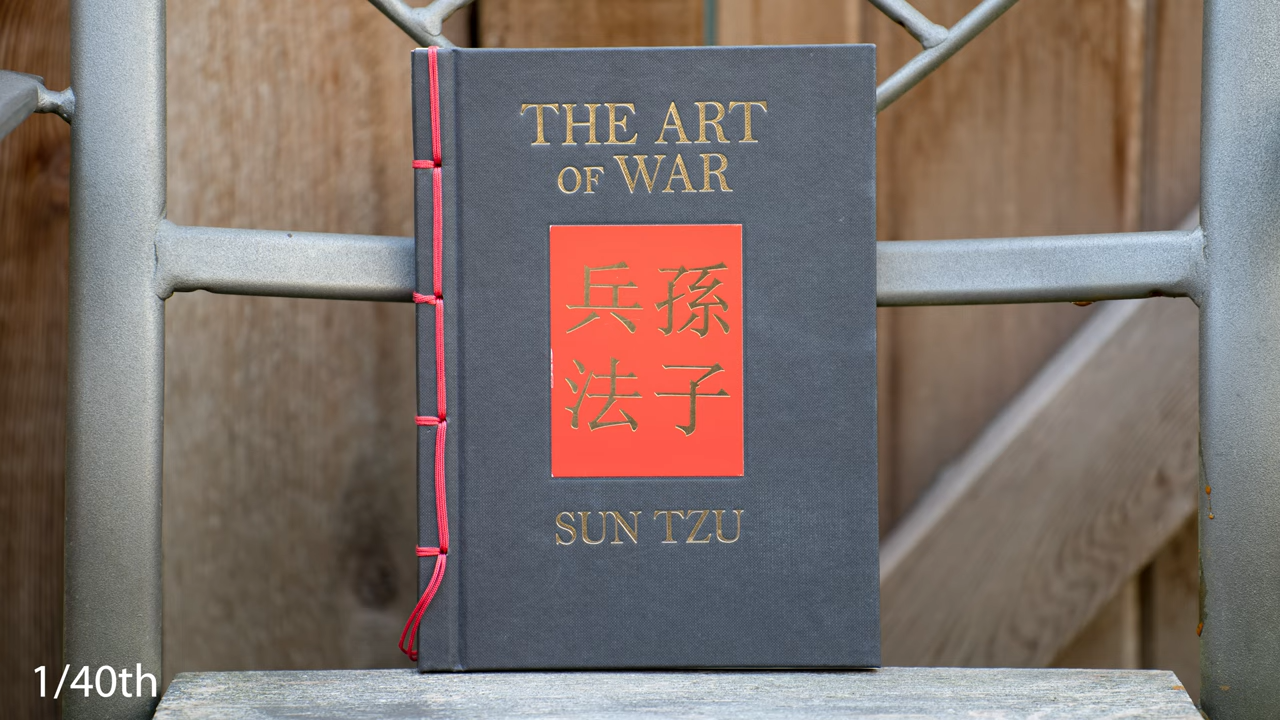 THE ART
OF WAR
孫子
兵法
SUN TZU
1/40th